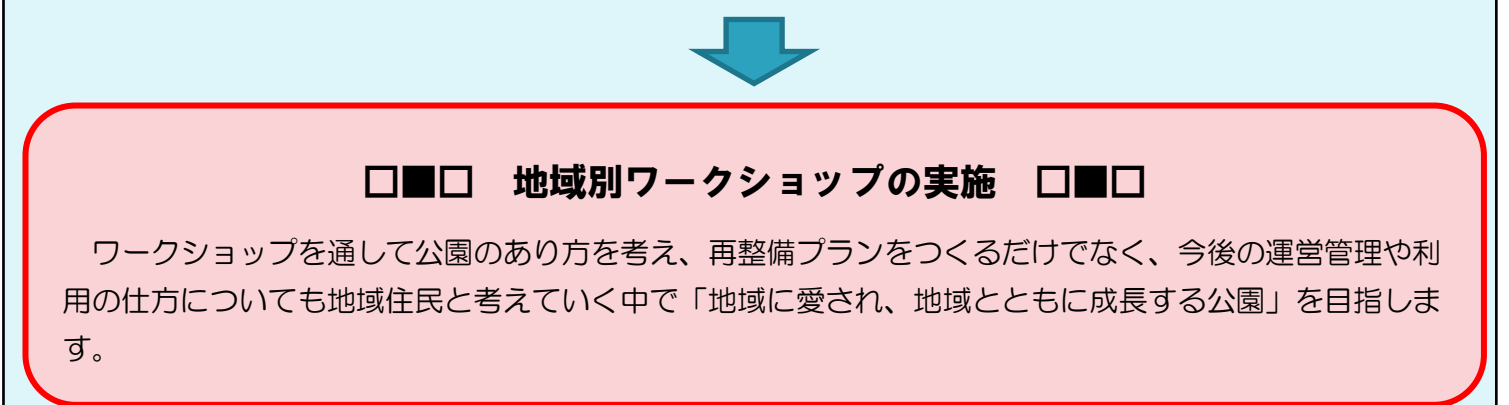 □■□　地域別ワークショップの実施　□■□
　ワークショップを通して公園のあり方を考え、再整備プランをつくるだけでなく、今後の運営管理や利
用の仕方についても地域住民と考えていく中で「地域に愛され、地域とともに成長する公園」を目指しま
す。